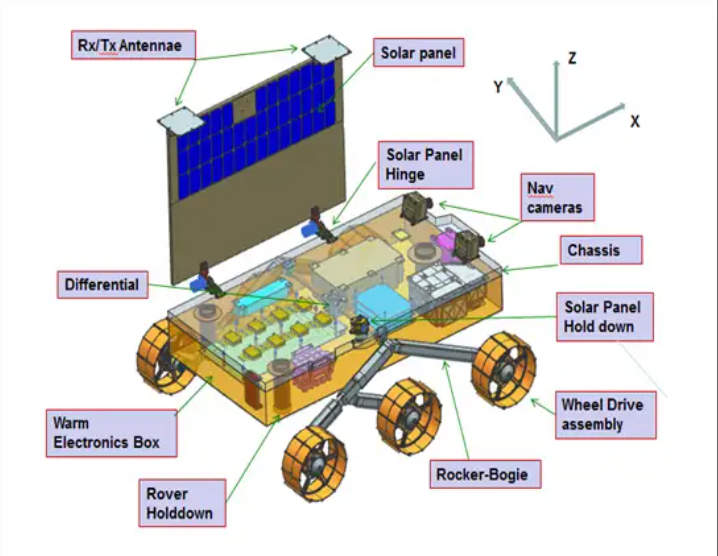 Rx/Tx Antennae
Solar panel
Z
Y
X
Solar Panel
Hinge
Nav
cameras
Chassis
Differential
Solar Panel
Hold down
Warm
Electronics Box
Wheel Drive
assembly
Rocker-Bogie
Rover
Holddown